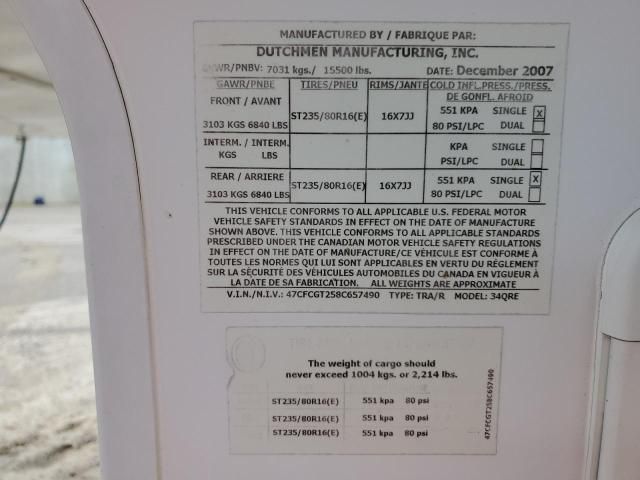 MANUFACTURED BY / FABRIQUE PAR:
DUTCHMEN MANUFACTURING, INC.
GVWR/PNBV: 7031 kgs./ 15500 lbs. DATE: December 2007
GAWR/PNBE TIRES/PNEU RIMS/JANTE COLD INFL.PRESS./PRESS. DE GONFL. AFROID
FRONT / AVANT
3103 KGS 6840 LBS ST235/80R16(E) 16X7JJ 551 KPA SINGLE X
80 PSI/LPC DUAL
INTERM. / INTERM.
KGS LBS KPA SINGLE
PSI/LPC DUAL
REAR / ARRIERE
3103 KGS 6840 LBS ST235/80R16(E) 16X7JJ 551 KPA SINGLE X
80 PSI/LPC DUAL
THIS VEHICLE CONFORMS TO ALL APPLICABLE U.S. FEDERAL MOTOR
VEHICLE SAFETY STANDARDS IN EFFECT ON THE DATE OF MANUFACTURE
SHOWN ABOVE. THIS VEHICLE CONFORMS TO ALL APPLICABLE STANDARDS
PRESCRIBED UNDER THE CANADIAN MOTOR VEHICLE SAFETY REGULATIONS
IN EFFECT ON THE DATE OF MANUFACTURE/CE VÉHICULE EST CONFORME À
TOUTES LES NORMES QUI LUI SONT APPLICABLES EN VERTU DU RÉGLEMENT
SUR LA SÉCURITÉ DES VÉHICULES AUTOMOBILES DU CANADA EN VIGUEUR À
LA DATE DE SA FABRICATION. ALL WEIGHTS ARE APPROXIMATE
V.I.N./N.I.V.: 47CFCGT258C657490 TYPE: TRA/R MODEL: 34QRE
The weight of cargo should
never exceed 1004 kgs. or 2,214 lbs.
ST235/80R16(E) 551 kpa 80 psi
ST235/80R16(E) 551 kpa 80 psi
ST235/80R16(E) 551 kpa 80 psi
47CFCGT258C657490